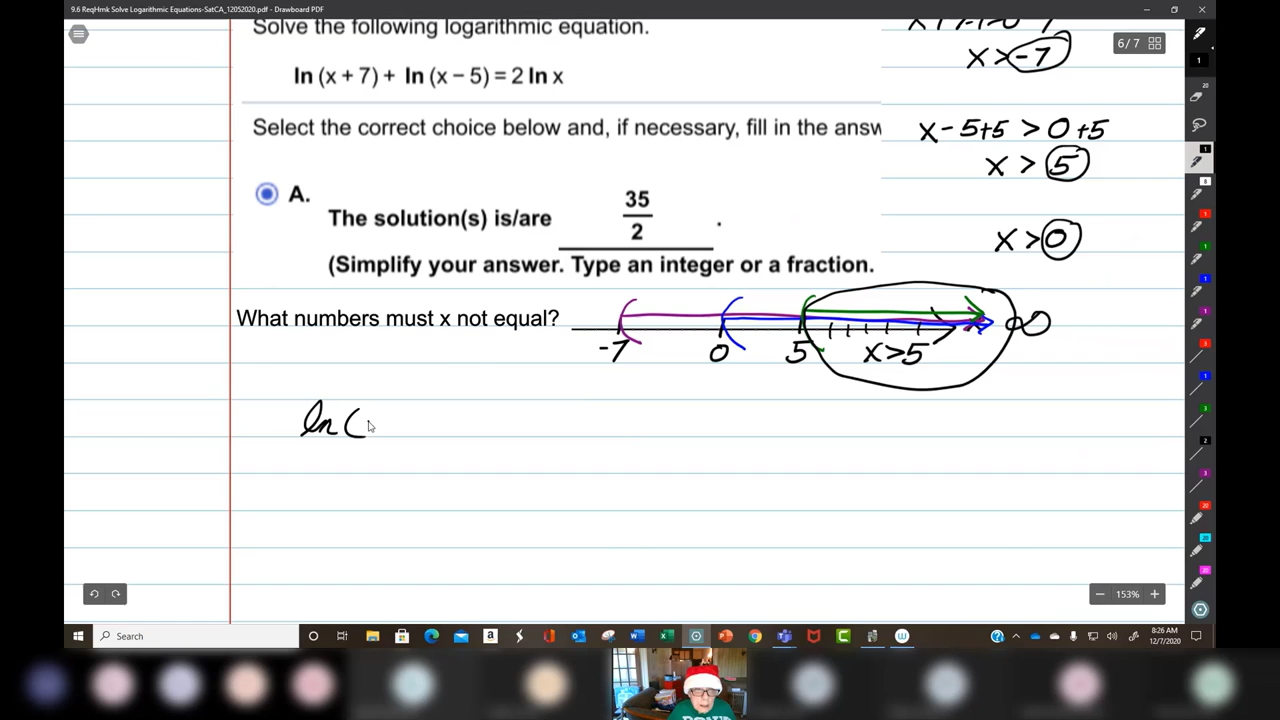 9.6 ReqHmk Solve Logarithmic Equations-SatCA_12052020.pdf - Drawboard PDF
Solve the following logarithmic equation.
6/7
x > -7
ln (x + 7) + ln (x − 5) = 2 ln x
Select the correct choice below and, if necessary, fill in the answ
x - 5+5 > 0 +5
x > 5
A.
The solution(s) is/are 35/2 .
x > 0
(Simplify your answer. Type an integer or a fraction.
What numbers must x not equal?
-7 0 5 x>5 ∞
ln (
153%
Search
8:26 AM
12/7/2020